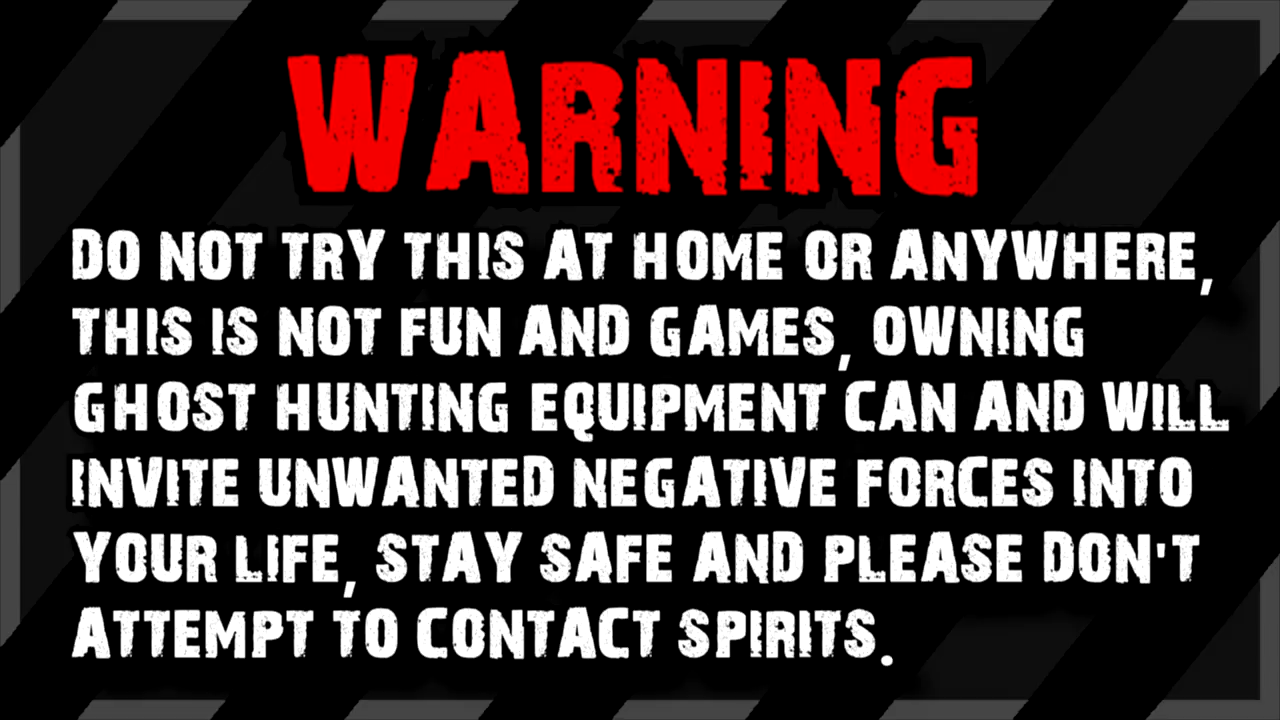 WARNING
DO NOT TRY THIS AT HOME OR ANYWHERE,
THIS IS NOT FUN AND GAMES, OWNING
GHOST HUNTING EQUIPMENT CAN AND WILL
INVITE UNWANTED NEGATIVE FORCES INTO
YOUR LIFE, STAY SAFE AND PLEASE DON'T
ATTEMPT TO CONTACT SPIRITS.